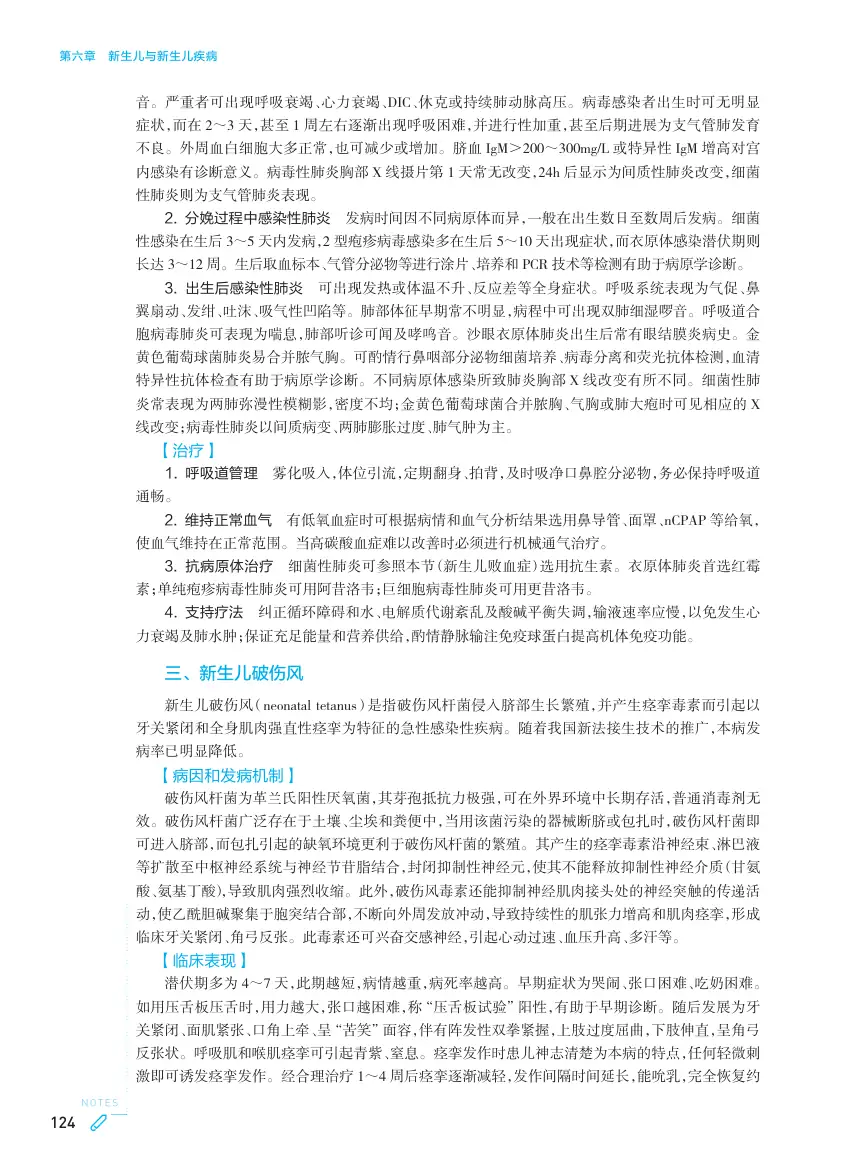 第六章　新生儿与新生儿疾病
音。严重者可出现呼吸衰竭、心力衰竭、DIC、休克或持续肺动脉高压。病毒感染者出生时可无明显
症状,而在 2～3 天,甚至 1 周左右逐渐出现呼吸困难,并进行性加重,甚至后期进展为支气管肺发育
不良。外周血白细胞大多正常,也可减少或增加。脐血 IgM＞200～300mg/L 或特异性 IgM 增高对宫
内感染有诊断意义。病毒性肺炎胸部 X 线摄片第 1 天常无改变,24h 后显示为间质性肺炎改变,细菌
性肺炎则为支气管肺炎表现。
2. 分娩过程中感染性肺炎　发病时间因不同病原体而异,一般在出生数日至数周后发病。细菌
性感染在生后 3～5 天内发病,2 型疱疹病毒感染多在生后 5～10 天出现症状,而衣原体感染潜伏期则
长达 3～12 周。生后取血标本、气管分泌物等进行涂片、培养和 PCR 技术等检测有助于病原学诊断。
3. 出生后感染性肺炎　可出现发热或体温不升、反应差等全身症状。呼吸系统表现为气促、鼻
翼扇动、发绀、吐沫、吸气性凹陷等。肺部体征早期常不明显,病程中可出现双肺细湿啰音。呼吸道合
胞病毒肺炎可表现为喘息,肺部听诊可闻及哮鸣音。沙眼衣原体肺炎出生后常有眼结膜炎病史。金
黄色葡萄球菌肺炎易合并脓气胸。可酌情行鼻咽部分泌物细菌培养、病毒分离和荧光抗体检测,血清
特异性抗体检查有助于病原学诊断。不同病原体感染所致肺炎胸部 X 线改变有所不同。细菌性肺
炎常表现为两肺弥漫性模糊影,密度不均;金黄色葡萄球菌合并脓胸、气胸或肺大疱时可见相应的 X
线改变;病毒性肺炎以间质病变、两肺膨胀过度、肺气肿为主。
【治疗】
1. 呼吸道管理　雾化吸入,体位引流,定期翻身、拍背,及时吸净口鼻腔分泌物,务必保持呼吸道
通畅。
2. 维持正常血气　有低氧血症时可根据病情和血气分析结果选用鼻导管、面罩、nCPAP 等给氧,
使血气维持在正常范围。当高碳酸血症难以改善时必须进行机械通气治疗。
3. 抗病原体治疗　细菌性肺炎可参照本节(新生儿败血症)选用抗生素。衣原体肺炎首选红霉
素;单纯疱疹病毒性肺炎可用阿昔洛韦;巨细胞病毒性肺炎可用更昔洛韦。
4. 支持疗法　纠正循环障碍和水、电解质代谢紊乱及酸碱平衡失调,输液速率应慢,以免发生心
力衰竭及肺水肿;保证充足能量和营养供给,酌情静脉输注免疫球蛋白提高机体免疫功能。
三、新生儿破伤风
新生儿破伤风(neonatal tetanus)是指破伤风杆菌侵入脐部生长繁殖,并产生痉挛毒素而引起以
牙关紧闭和全身肌肉强直性痉挛为特征的急性感染性疾病。随着我国新法接生技术的推广,本病发
病率已明显降低。
【病因和发病机制】
破伤风杆菌为革兰氏阳性厌氧菌,其芽孢抵抗力极强,可在外界环境中长期存活,普通消毒剂无
效。破伤风杆菌广泛存在于土壤、尘埃和粪便中,当用该菌污染的器械断脐或包扎时,破伤风杆菌即
可进入脐部,而包扎引起的缺氧环境更利于破伤风杆菌的繁殖。其产生的痉挛毒素沿神经束、淋巴液
等扩散至中枢神经系统与神经节苷脂结合,封闭抑制性神经元,使其不能释放抑制性神经介质(甘氨
酸、氨基丁酸),导致肌肉强烈收缩。此外,破伤风毒素还能抑制神经肌肉接头处的神经突触的传递活
动,使乙酰胆碱聚集于胞突结合部,不断向外周发放冲动,导致持续性的肌张力增高和肌肉痉挛,形成
临床牙关紧闭、角弓反张。此毒素还可兴奋交感神经,引起心动过速、血压升高、多汗等。
【临床表现】
潜伏期多为 4～7 天,此期越短,病情越重,病死率越高。早期症状为哭闹、张口困难、吃奶困难。
如用压舌板压舌时,用力越大,张口越困难,称“压舌板试验”阳性,有助于早期诊断。随后发展为牙
关紧闭、面肌紧张、口角上牵、呈“苦笑”面容,伴有阵发性双拳紧握,上肢过度屈曲,下肢伸直,呈角弓
反张状。呼吸肌和喉肌痉挛可引起青紫、窒息。痉挛发作时患儿神志清楚为本病的特点,任何轻微刺
激即可诱发痉挛发作。经合理治疗 1～4 周后痉挛逐渐减轻,发作间隔时间延长,能吮乳,完全恢复约
NOTES
124